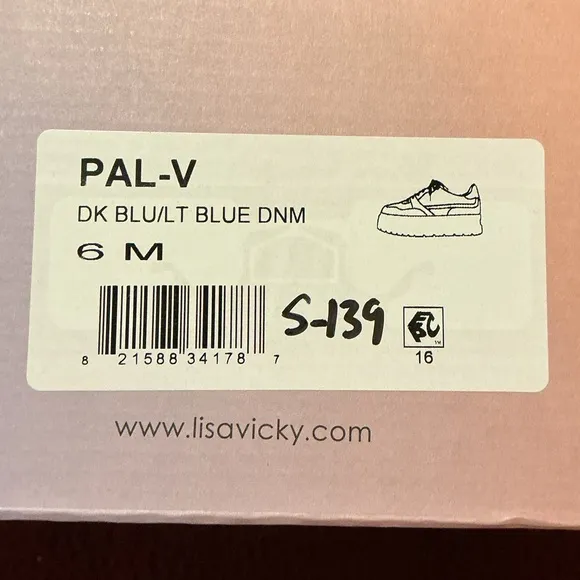 PAL-V
DK BLU/LT BLUE DNM
6 M
S-139
8 21588 34178 7
16
www.lisavicky.com